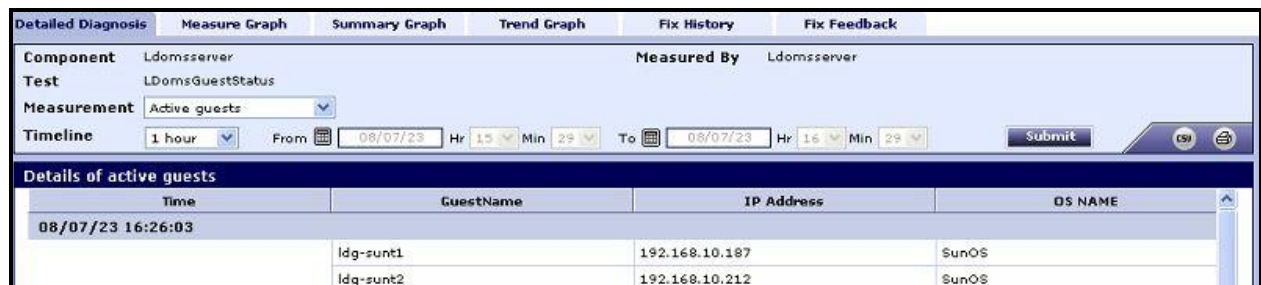 Detailed Diagnosis Measure Graph Summary Graph Trend Graph Fix History Fix Feedback
Component Ldomsserver Measured By Ldomsserver
Test LDomsGuestStatus
Measurement Active guests
Timeline 1 hour From 08/07/23 Hr 15 Min 29 To 08/07/23 Hr 16 Min 29 Submit CSV
Details of active guests
Time GuestName IP Address OS NAME
08/07/23 16:26:03
ldg-sunt1 192.168.10.187 SunOS
ldg-sunt2 192.168.10.212 SunOS